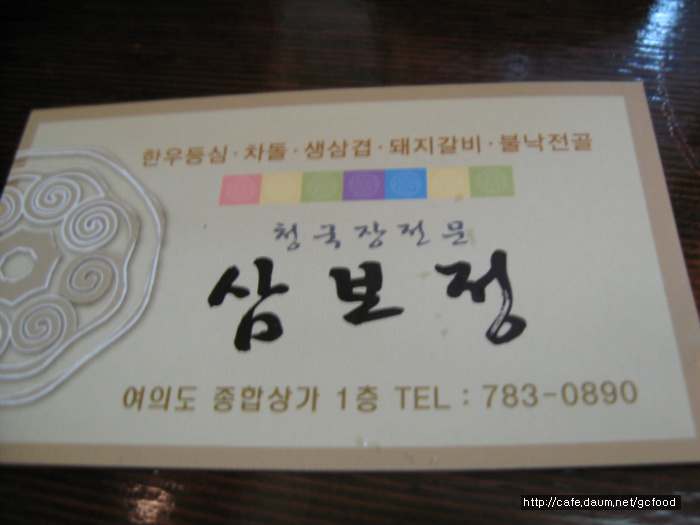 한우등심·차돌·생삼겹·돼지갈비·불낙전골
청국장전문
삼보정
여의도 종합상가 1층 TEL : 783-0890
http://cafe.daum.net/gcfood